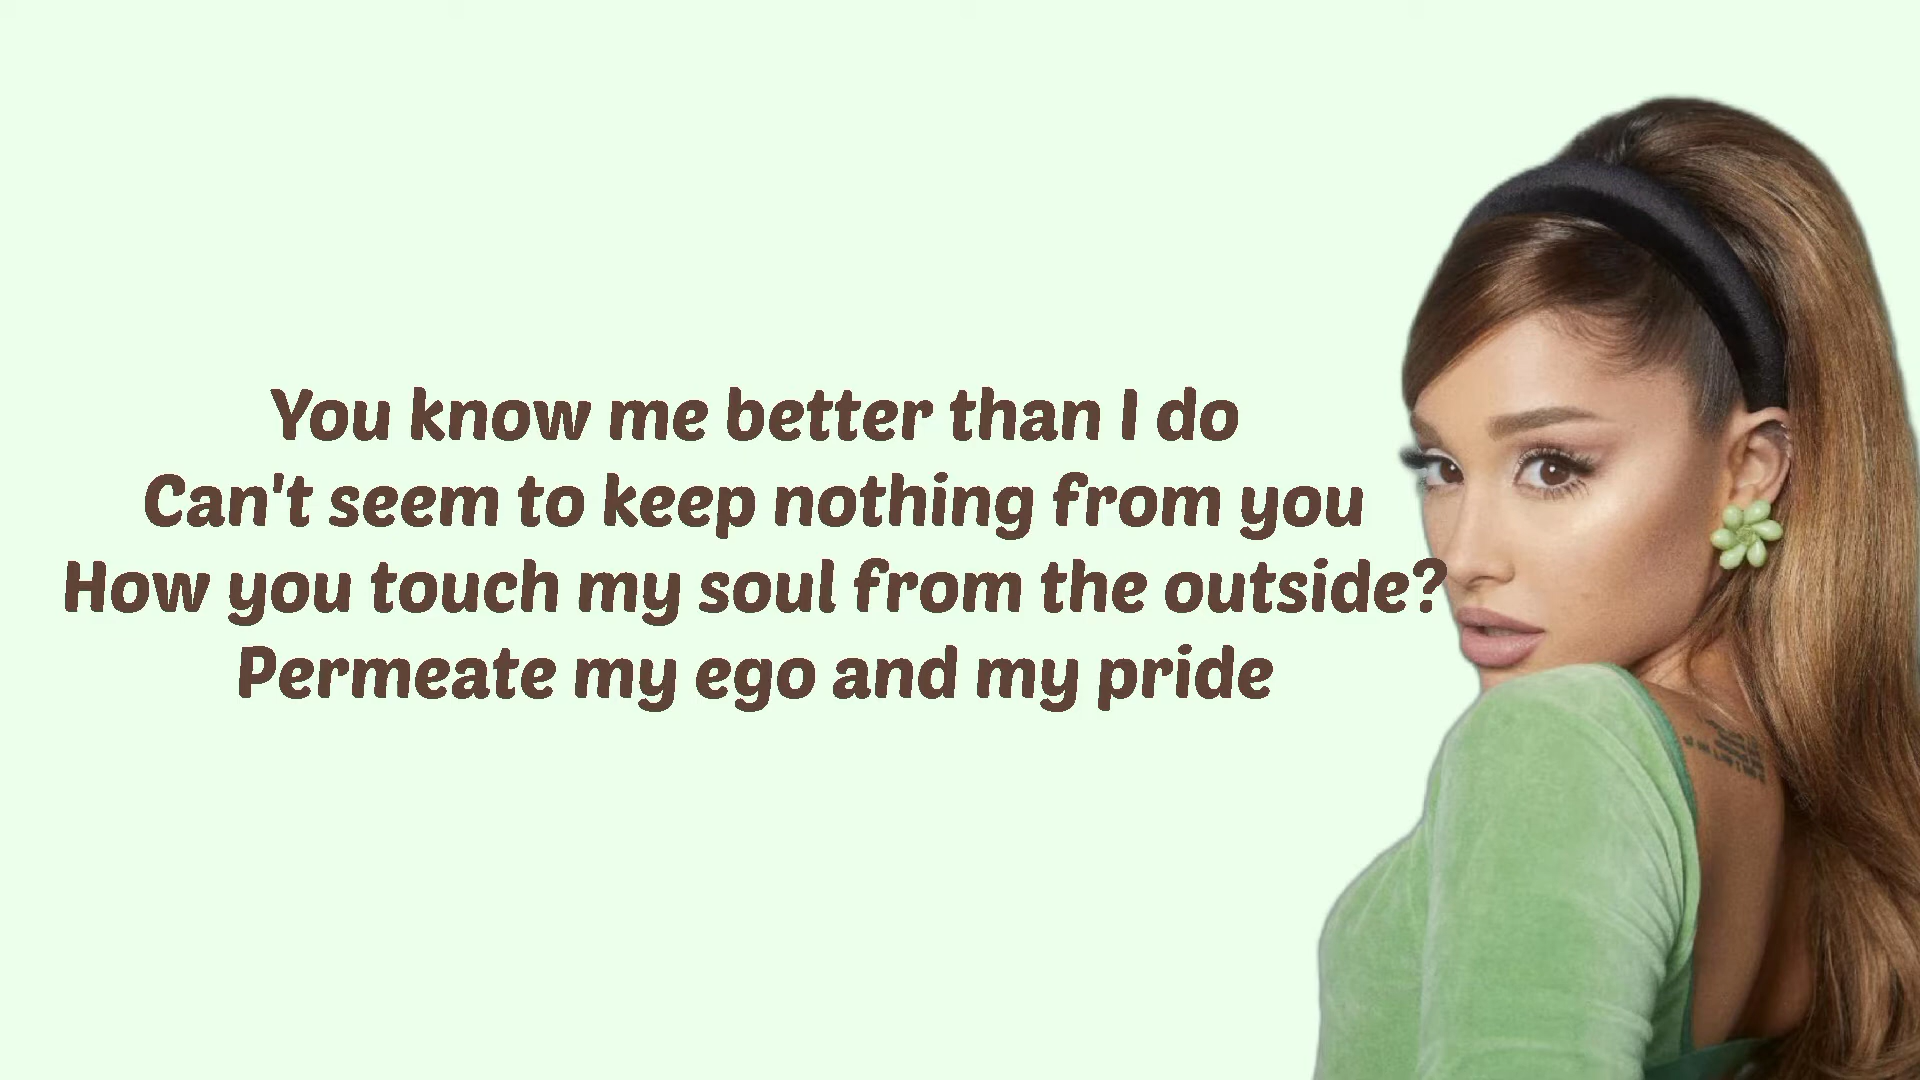 You know me better than I do
Can't seem to keep nothing from you
How you touch my soul from the outside?
Permeate my ego and my pride